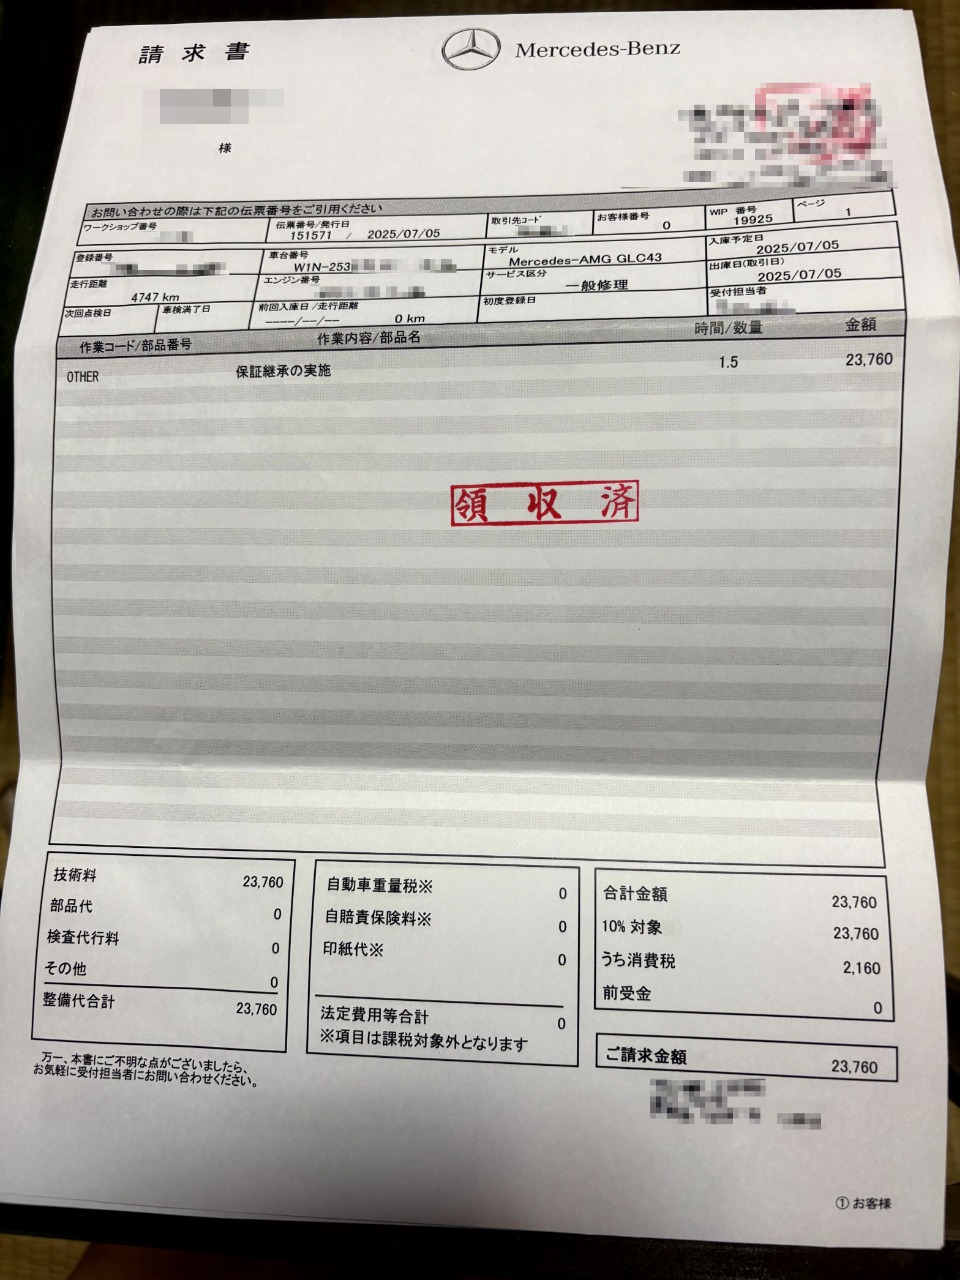 請求書
Mercedes-Benz
様
お問い合わせの際は下記の伝票番号をご引用ください
ワークショップ番号
伝票番号/発行日
151571 / 2025/07/05
取引先コード
お客様番号
0
WIP 番号
19925
ページ
1
登録番号
車台番号
W1N-253
モデル
Mercedes-AMG GLC43
入庫予定日
2025/07/05
走行距離
4747 km
エンジン番号
サービス区分
一般修理
出庫日(取引日)
2025/07/05
次回点検日
車検満了日
前回入庫日/走行距離
----/--/-- 0 km
初度登録日
受付担当者
作業コード/部品番号 作業内容/部品名 時間/数量 金額
OTHER 保証継承の実施 1.5 23,760
領収済
技術料 23,760
部品代 0
検査代行料 0
その他 0
整備代合計 23,760
自動車重量税※ 0
自賠責保険料※ 0
印紙代※ 0
法定費用等合計 0
※項目は課税対象外となります
合計金額 23,760
10% 対象 23,760
うち消費税 2,160
前受金 0
ご請求金額 23,760
万一、本書にご不明な点がございましたら、
お気軽に受付担当者にお問い合わせください。
① お客様